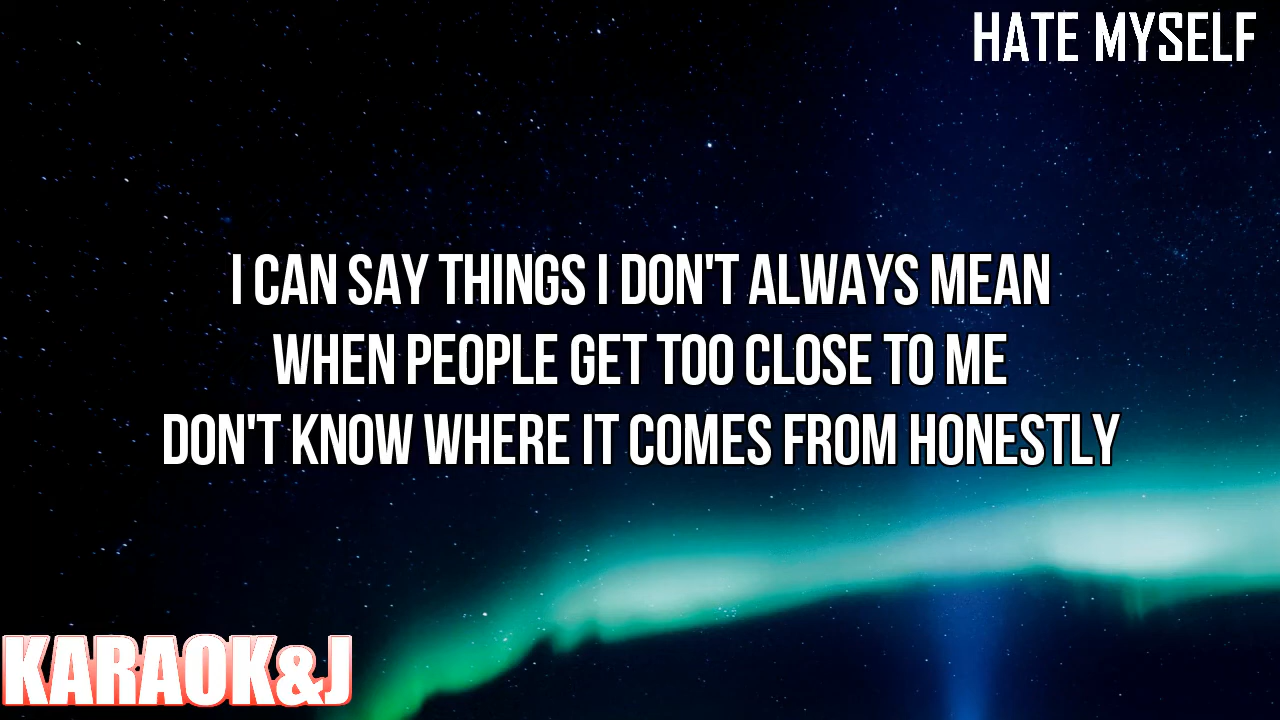 HATE MYSELF
I CAN SAY THINGS I DON'T ALWAYS MEAN
WHEN PEOPLE GET TOO CLOSE TO ME
DON'T KNOW WHERE IT COMES FROM HONESTLY
KARAOK&J